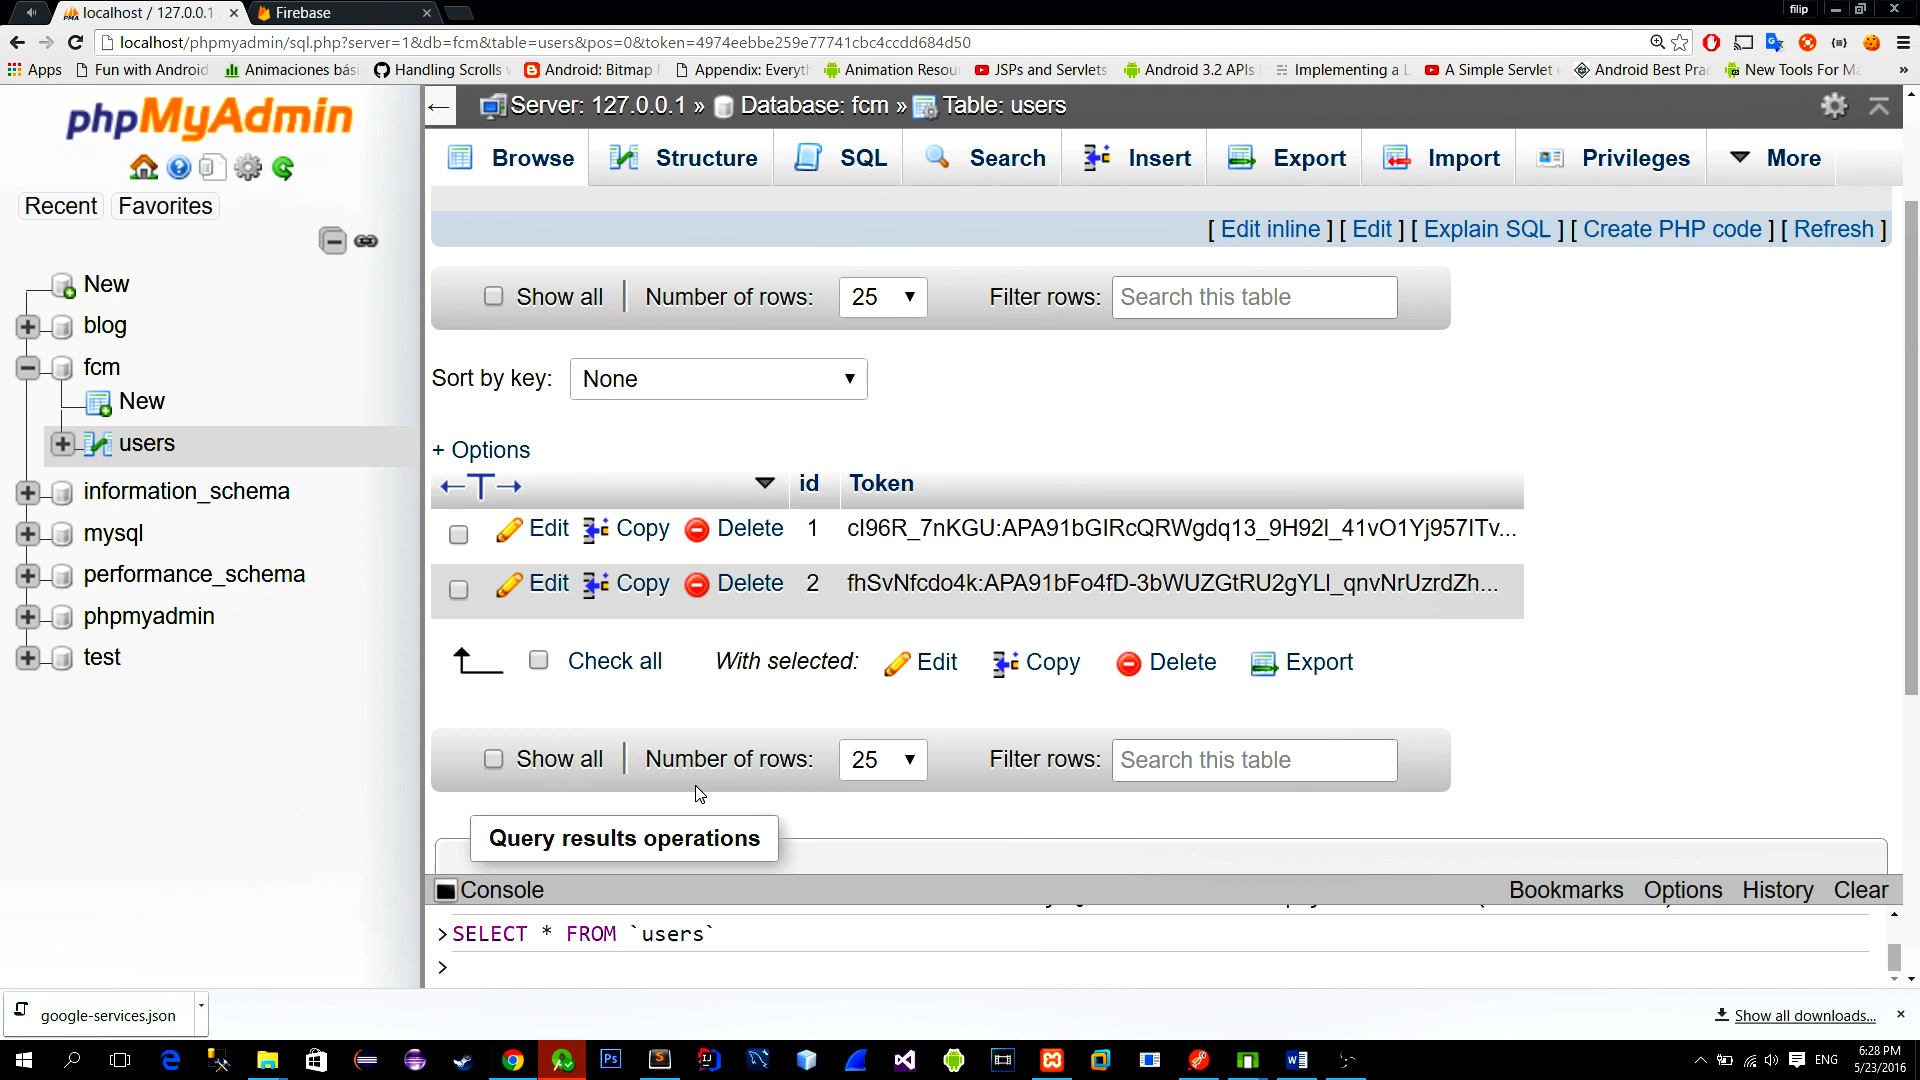 localhost / 127.0.0.1
Firebase
filip
localhost/phpmyadmin/sql.php?server=1&db=fcm&table=users&pos=0&token=4974eebbe259e77741cbc4ccdd684d50
Apps
Fun with Android
Animaciones bási
Handling Scrolls
Android: Bitmap
Appendix: Everyt
Animation Resou
JSPs and Servlets
Android 3.2 APIs
Implementing a L
A Simple Servlet
Android Best Prac
New Tools For Ma
»
phpMyAdmin
Recent
Favorites
New
blog
fcm
New
users
information_schema
mysql
performance_schema
phpmyadmin
test
Server: 127.0.0.1 » Database: fcm » Table: users
Browse
Structure
SQL
Search
Insert
Export
Import
Privileges
More
[ Edit inline ] [ Edit ] [ Explain SQL ] [ Create PHP code ] [ Refresh ]
Show all
Number of rows:
25
Filter rows:
Search this table
Sort by key:
None
+ Options
id
Token
Edit
Copy
Delete
1
cI96R_7nKGU:APA91bGIRcQRWgdq13_9H92l_41vO1Yj957ITv...
Edit
Copy
Delete
2
fhSvNfcdo4k:APA91bFo4fD-3bWUZGtRU2gYLl_qnvNrUzrdZh...
Check all
With selected:
Edit
Copy
Delete
Export
Show all
Number of rows:
25
Filter rows:
Search this table
Query results operations
Console
Bookmarks
Options
History
Clear
>SELECT * FROM `users`
>
google-services.json
Show all downloads...
Ps
ENG
6:28 PM
5/23/2016